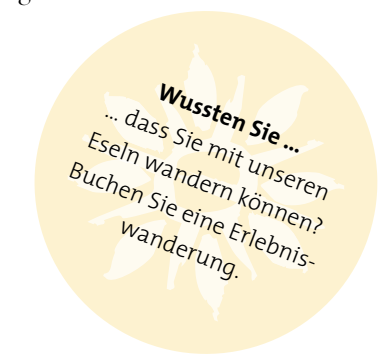 Wussten Sie ...
... dass Sie mit unseren
Eseln wandern können?
Buchen Sie eine Erlebnis-
wanderung.